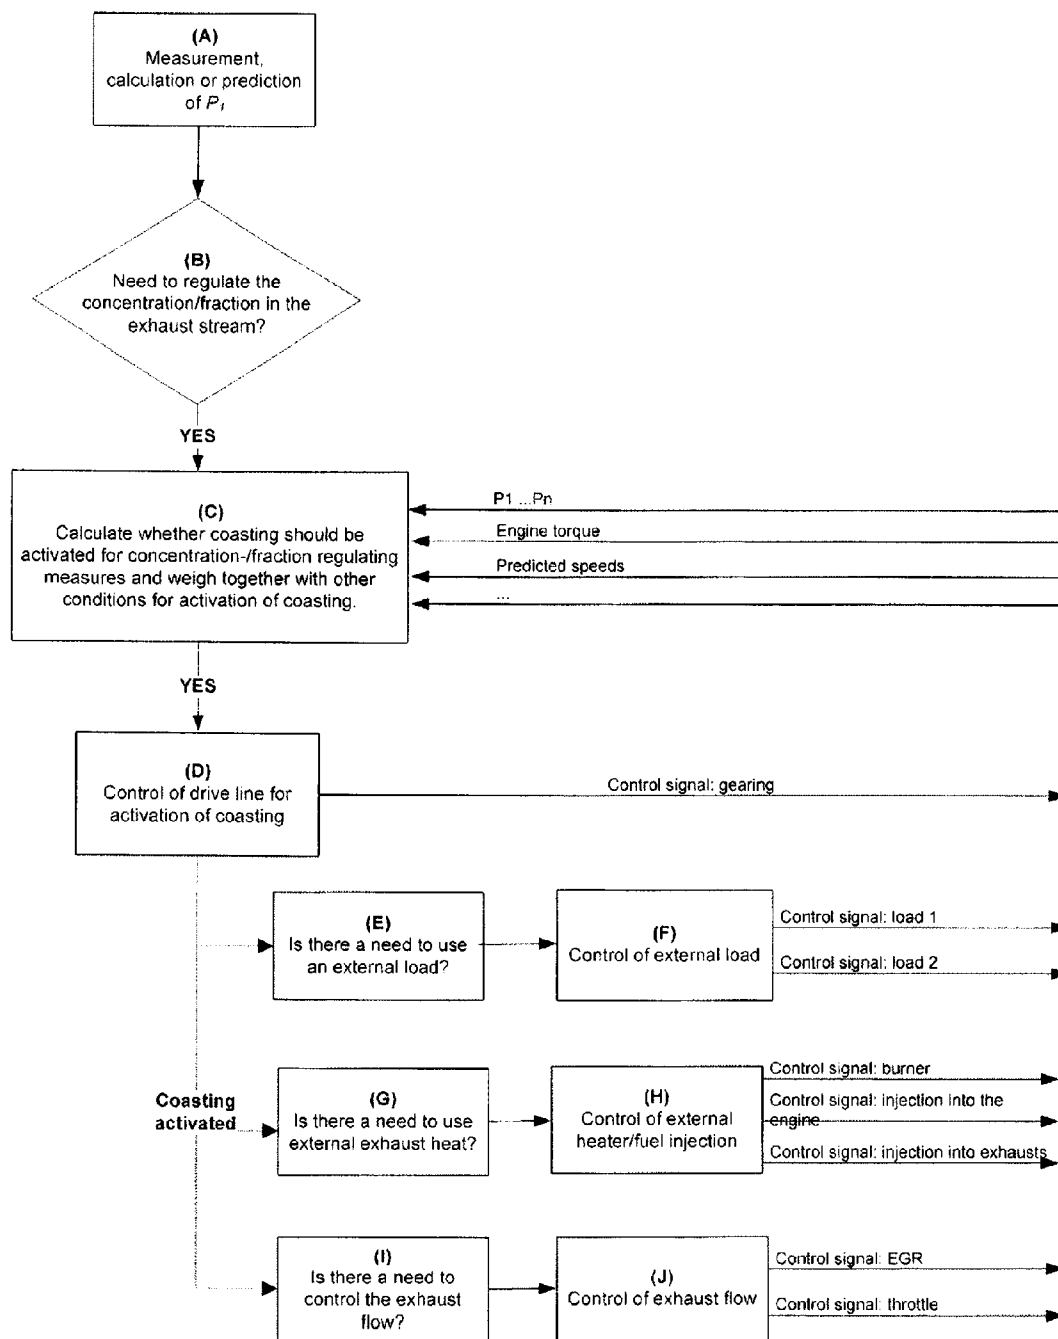 (A)
Measurement,
calculation or prediction
of P₁
(B)
Need to regulate the
concentration/fraction in the
exhaust stream?
YES
(C)
Calculate whether coasting should be
activated for concentration-/fraction regulating
measures and weigh together with other
conditions for activation of coasting.
P1 ...Pn
Engine torque
Predicted speeds
...
YES
(D)
Control of drive line for
activation of coasting
Control signal: gearing
(E)
Is there a need to use
an external load?
(F)
Control of external load
Control signal: load 1
Control signal: load 2
Coasting
activated
(G)
Is there a need to use
external exhaust heat?
(H)
Control of external
heater/fuel injection
Control signal: burner
Control signal: injection into the
engine
Control signal: injection into exhausts
(I)
Is there a need to
control the exhaust
flow?
(J)
Control of exhaust flow
Control signal: EGR
Control signal: throttle